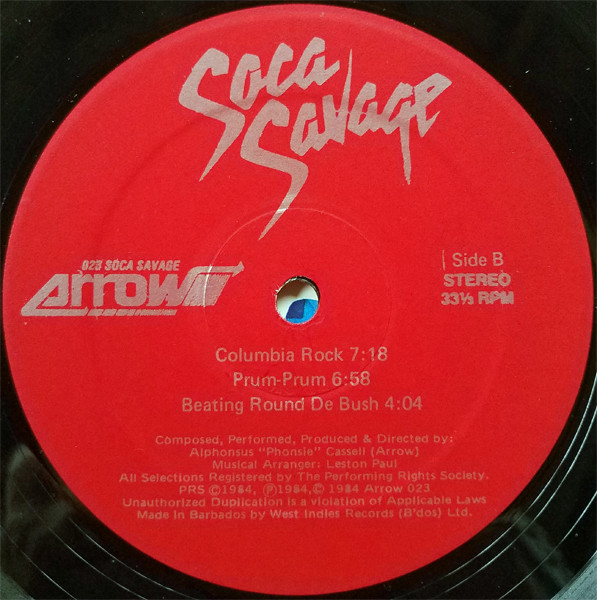 Soca
Savage
023 SOCA SAVAGE
arrow
Side B
STEREO
33⅓ RPM
Columbia Rock 7:18
Prum-Prum 6:58
Beating Round De Bush 4:04
Composed, Performed, Produced & Directed by:
Alphonsus "Phonsie" Cassell (Arrow)
Musical Arranger: Leston Paul
All Selections Registered by The Performing Rights Society.
PRS ©1984, ℗1984,© 1984 Arrow 023
Unauthorized Duplication is a violation of Applicable Laws
Made In Barbados by West Indies Records (B'dos) Ltd.